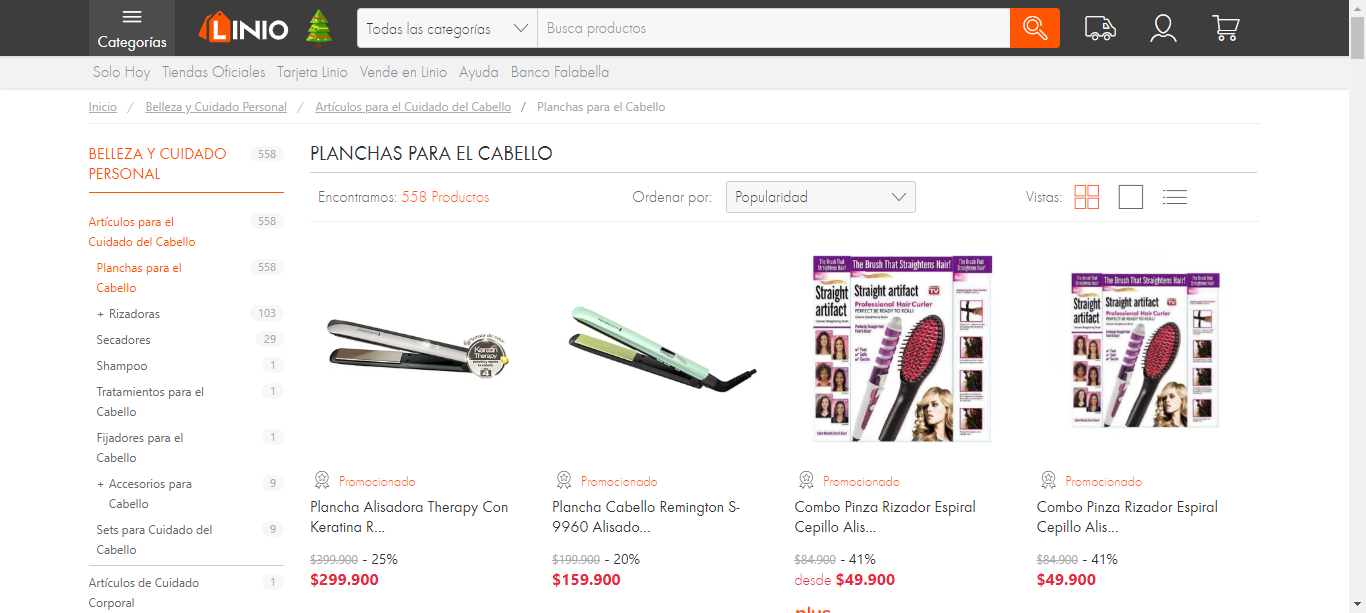 Categorías
LINIO
Todas las categorías
Busca productos
Solo Hoy Tiendas Oficiales Tarjeta Linio Vende en Linio Ayuda Banco Falabella
Inicio / Belleza y Cuidado Personal / Artículos para el Cuidado del Cabello / Planchas para el Cabello
BELLEZA Y CUIDADO
PERSONAL
558
Artículos para el
Cuidado del Cabello
558
Planchas para el
Cabello
558
+ Rizadoras 103
Secadores 29
Shampoo 1
Tratamientos para el
Cabello
1
Fijadores para el
Cabello
1
+ Accesorios para
Cabello
9
Sets para Cuidado del
Cabello
9
Artículos de Cuidado
Corporal
1
PLANCHAS PARA EL CABELLO
Encontramos: 558 Productos
Ordenar por: Popularidad
Vistas:
Keratin
Therapy
4
Promocionado
Plancha Alisadora Therapy Con
Keratina R...
$399.900 - 25%
$299.900
Promocionado
Plancha Cabello Remington S-
9960 Alisado...
$199.900 - 20%
$159.900
The Brush That Straightens Hair!
Straight
artifact
Straight artifact
Professional Hair Curler
PERFECT BE READY TO ROLL!
Promocionado
Combo Pinza Rizador Espiral
Cepillo Alis...
$84.900 - 41%
desde $49.900
plus
The Brush That Straightens Hair!
Straight
artifact
Straight artifact
Professional Hair Curler
PERFECT BE READY TO ROLL!
Promocionado
Combo Pinza Rizador Espiral
Cepillo Alis...
$84.900 - 41%
$49.900